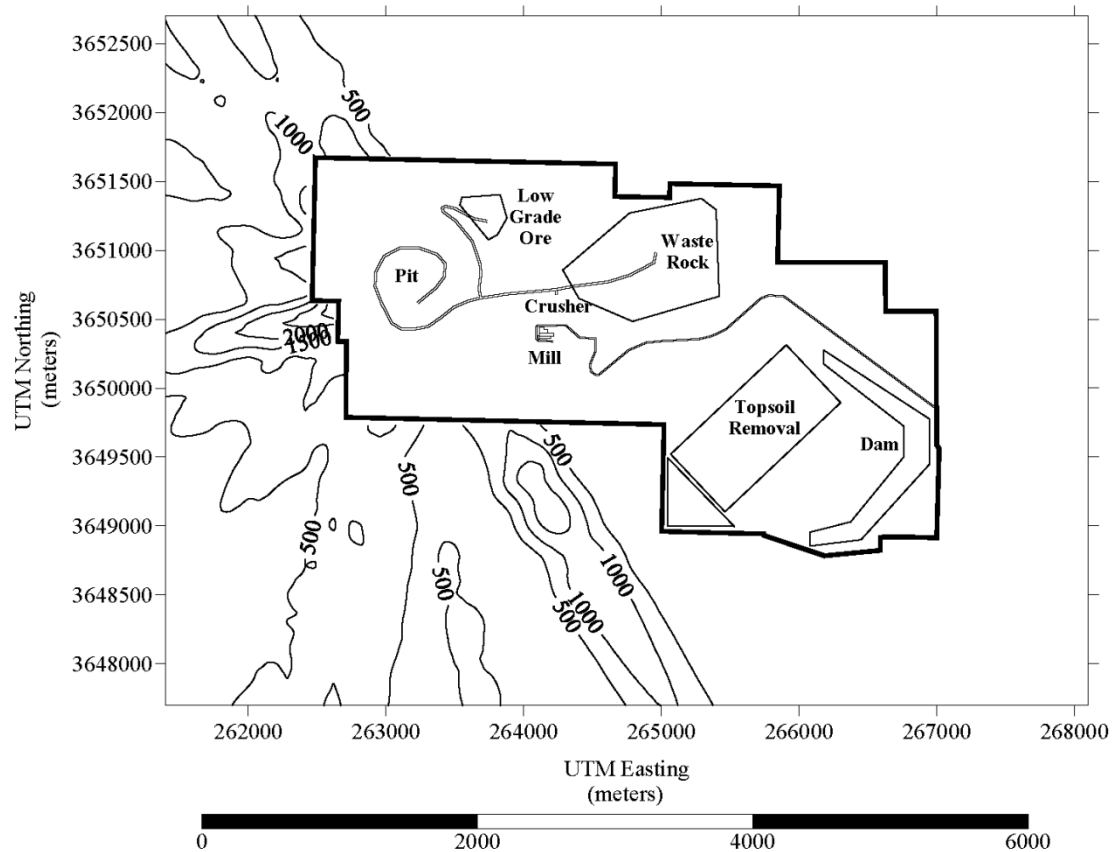 3652500
3652000
3651500
3651000
3650500
3650000
3649500
3649000
3648500
3648000
UTM Northing
(meters)
500
1000
Low
Grade
Ore
Waste
Rock
Pit
Crusher
2000
1500
Mill
Topsoil
Removal
Dam
500
500
500
500
1000
1000
500
262000
263000
264000
265000
266000
267000
268000
UTM Easting
(meters)
0
2000
4000
6000